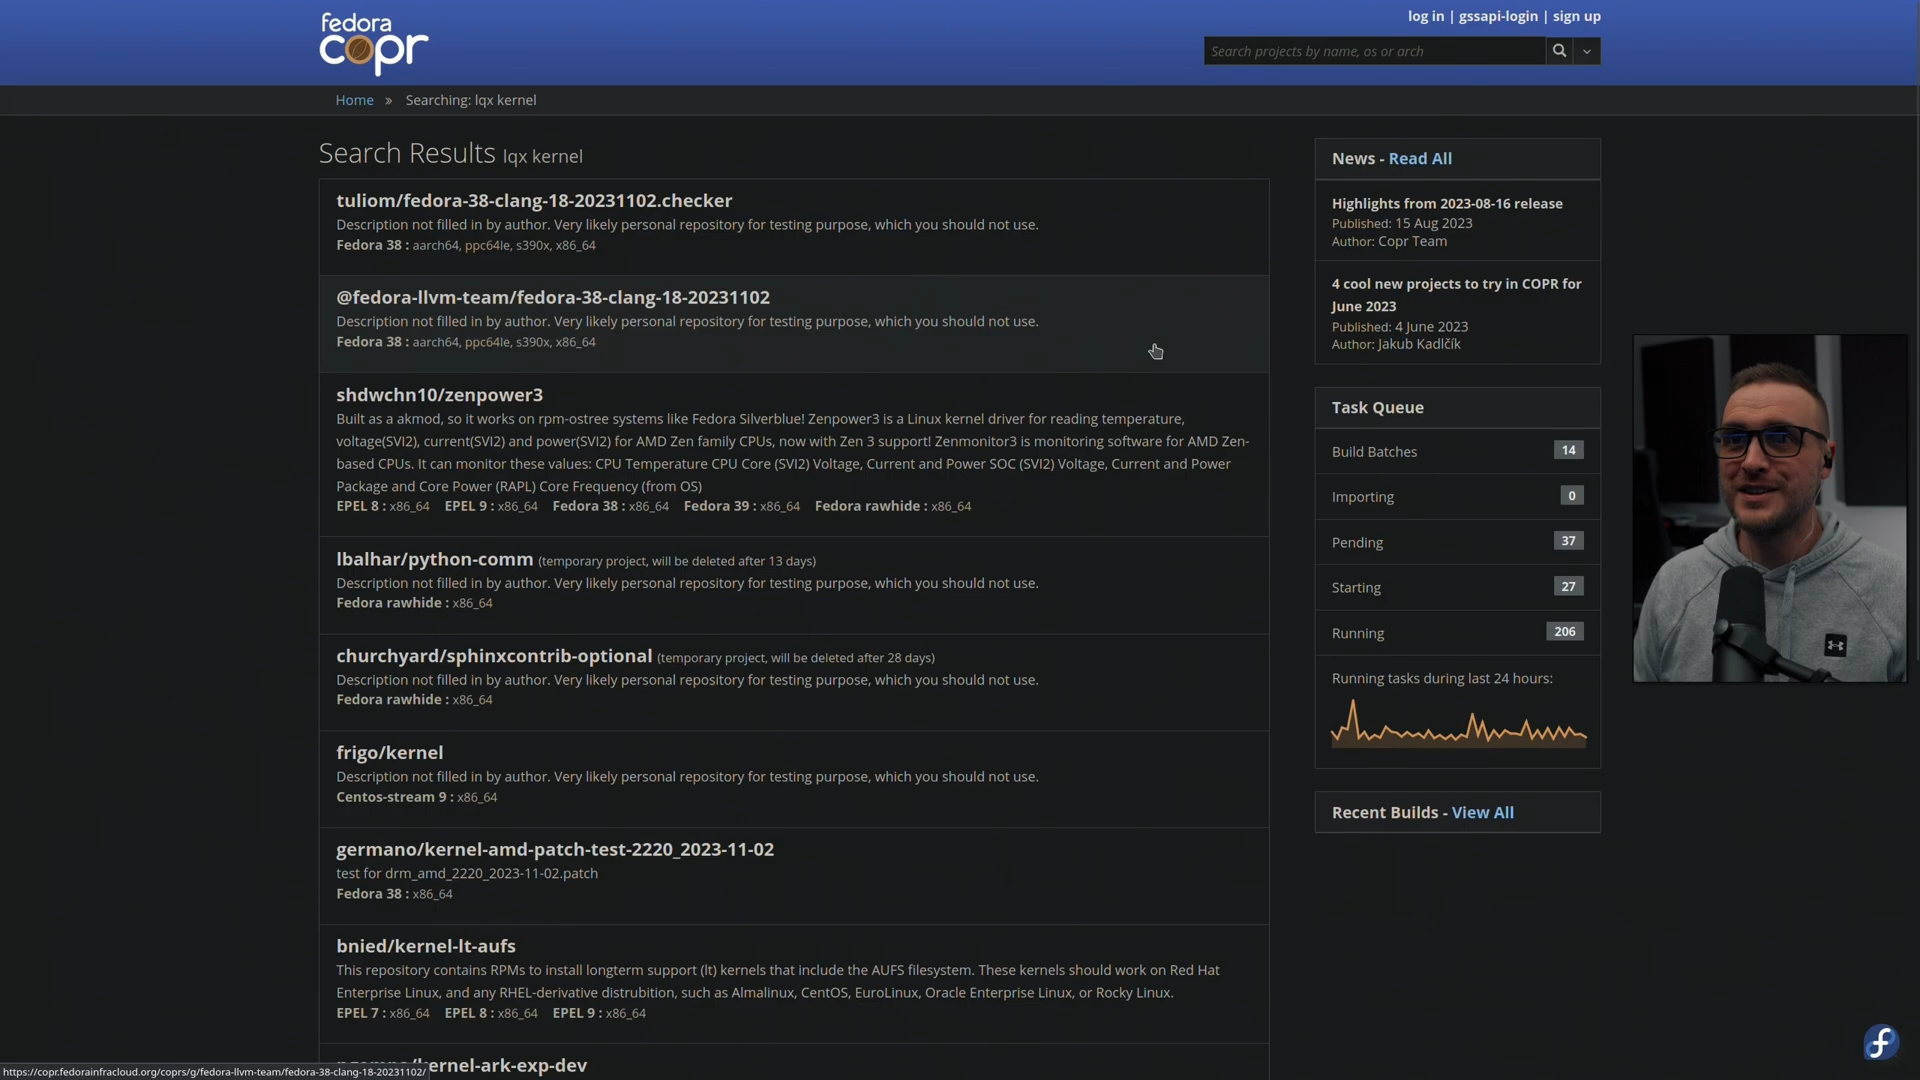 fedora
copr
log in | gssapi-login | sign up
Search projects by name, os or arch
Home » Searching: lqx kernel
Search Results lqx kernel
tuliom/fedora-38-clang-18-20231102.checker
Description not filled in by author. Very likely personal repository for testing purpose, which you should not use.
Fedora 38 : aarch64, ppc64le, s390x, x86_64
@fedora-llvm-team/fedora-38-clang-18-20231102
Description not filled in by author. Very likely personal repository for testing purpose, which you should not use.
Fedora 38 : aarch64, ppc64le, s390x, x86_64
shdwchn10/zenpower3
Built as a akmod, so it works on rpm-ostree systems like Fedora Silverblue! Zenpower3 is a Linux kernel driver for reading temperature,
voltage(SVI2), current(SVI2) and power(SVI2) for AMD Zen family CPUs, now with Zen 3 support! Zenmonitor3 is monitoring software for AMD Zen-
based CPUs. It can monitor these values: CPU Temperature CPU Core (SVI2) Voltage, Current and Power SOC (SVI2) Voltage, Current and Power
Package and Core Power (RAPL) Core Frequency (from OS)
EPEL 8 : x86_64 EPEL 9 : x86_64 Fedora 38 : x86_64 Fedora 39 : x86_64 Fedora rawhide : x86_64
lbalhar/python-comm (temporary project, will be deleted after 13 days)
Description not filled in by author. Very likely personal repository for testing purpose, which you should not use.
Fedora rawhide : x86_64
churchyard/sphinxcontrib-optional (temporary project, will be deleted after 28 days)
Description not filled in by author. Very likely personal repository for testing purpose, which you should not use.
Fedora rawhide : x86_64
frigo/kernel
Description not filled in by author. Very likely personal repository for testing purpose, which you should not use.
Centos-stream 9 : x86_64
germano/kernel-amd-patch-test-2220_2023-11-02
test for drm_amd_2220_2023-11-02.patch
Fedora 38 : x86_64
bnied/kernel-lt-aufs
This repository contains RPMs to install longterm support (lt) kernels that include the AUFS filesystem. These kernels should work on Red Hat
Enterprise Linux, and any RHEL-derivative distrubition, such as Almalinux, CentOS, EuroLinux, Oracle Enterprise Linux, or Rocky Linux.
EPEL 7 : x86_64 EPEL 8 : x86_64 EPEL 9 : x86_64
kernel-ark-exp-dev
https://copr.fedorainfracloud.org/coprs/g/fedora-llvm-team/fedora-38-clang-18-20231102/
News - Read All
Highlights from 2023-08-16 release
Published: 15 Aug 2023
Author: Copr Team
4 cool new projects to try in COPR for
June 2023
Published: 4 June 2023
Author: Jakub Kadlčík
Task Queue
Build Batches 14
Importing 0
Pending 37
Starting 27
Running 206
Running tasks during last 24 hours:
Recent Builds - View All